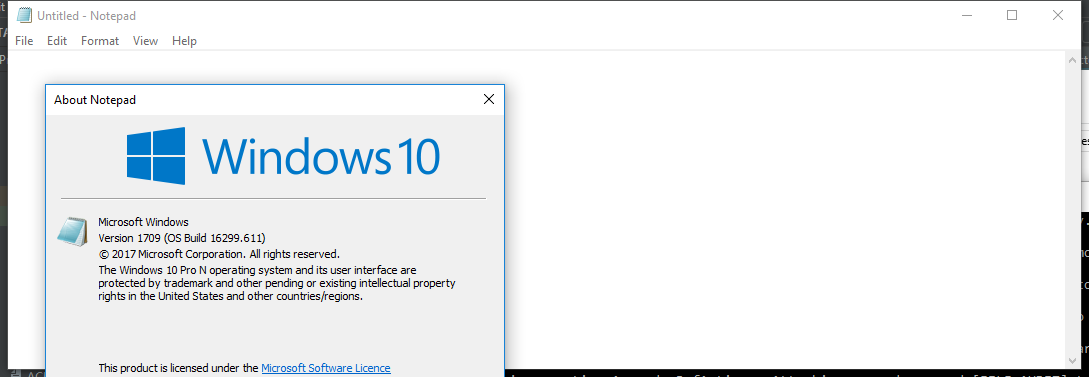 Untitled - Notepad
File Edit Format View Help
About Notepad
Windows 10
Microsoft Windows
Version 1709 (OS Build 16299.611)
© 2017 Microsoft Corporation. All rights reserved.
The Windows 10 Pro N operating system and its user interface are
protected by trademark and other pending or existing intellectual property
rights in the United States and other countries/regions.
This product is licensed under the Microsoft Software Licence